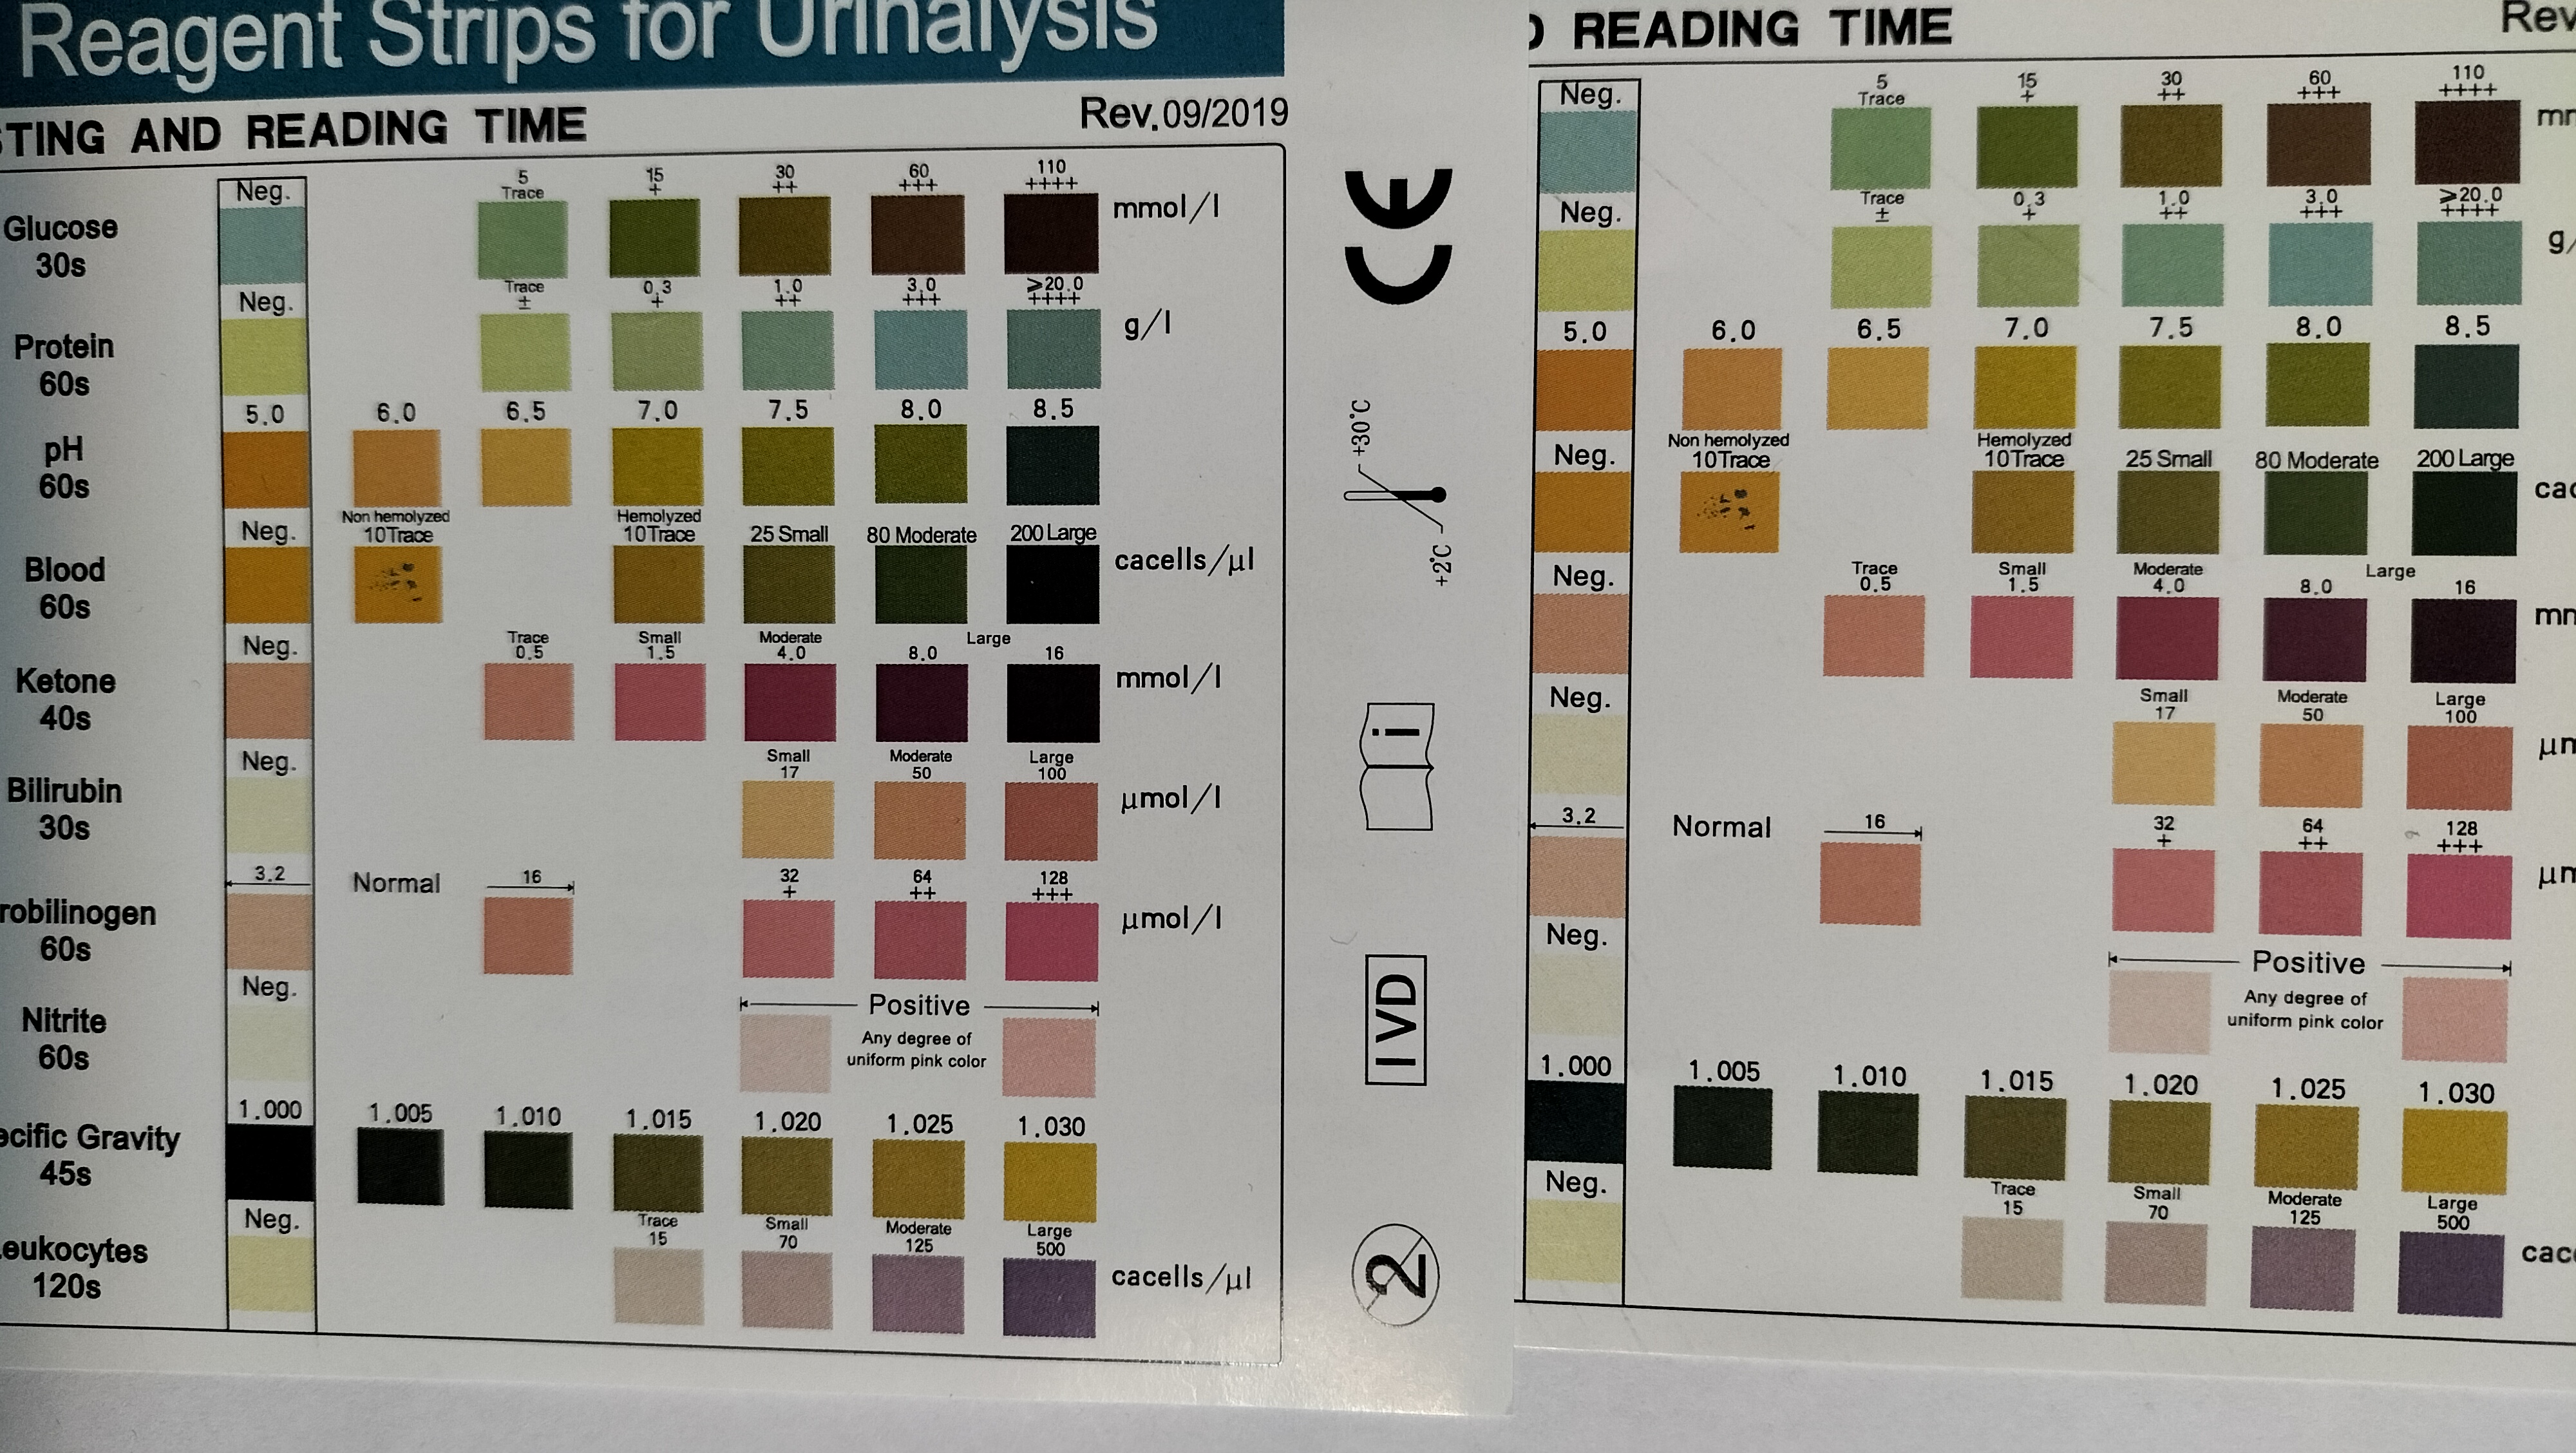 Reagent Strips for Urinalysis
STING AND READING TIME
Rev.09/2019
Neg. 5 15 30 60 110
Trace + ++ +++ ++++
Glucose mmol/l
30s
Neg. Trace 0.3 1.0 3.0 ≥20.0
± + ++ +++ ++++
Protein g/l
60s
5.0 6.0 6.5 7.0 7.5 8.0 8.5
pH
60s
Neg. Non hemolyzed Hemolyzed
10Trace 10Trace 25 Small 80 Moderate 200 Large
Blood cacells/μl
60s
Neg. Trace Small Moderate Large
0.5 1.5 4.0 8.0 16
Ketone mmol/l
40s
Neg. Small Moderate Large
17 50 100
Bilirubin μmol/l
30s
3.2 Normal 16 32 64 128
+ ++ +++
robilinogen μmol/l
60s
Neg. Positive
Nitrite Any degree of
60s uniform pink color
1.000 1.005 1.010 1.015 1.020 1.025 1.030
ecific Gravity
45s
Neg. Trace Small Moderate Large
15 70 125 500
eukocytes cacells/μl
120s
CE
+30°C
+2°C
i
IVD
2
READING TIME
Rev
Neg. 5 15 30 60 110
Trace + ++ +++ ++++
Neg. Trace 0.3 1.0 3.0 ≥20.0
± + ++ +++ ++++
g/
5.0 6.0 6.5 7.0 7.5 8.0 8.5
Neg. Non hemolyzed Hemolyzed
10Trace 10Trace 25 Small 80 Moderate 200 Large
cac
Neg. Trace Small Moderate Large
0.5 1.5 4.0 8.0 16
Neg. Small Moderate Large
17 50 100
3.2 Normal 16 32 64 128
+ ++ +++
Neg. Positive
Any degree of
uniform pink color
1.000 1.005 1.010 1.015 1.020 1.025 1.030
Neg. Trace Small Moderate Large
15 70 125 500
cac